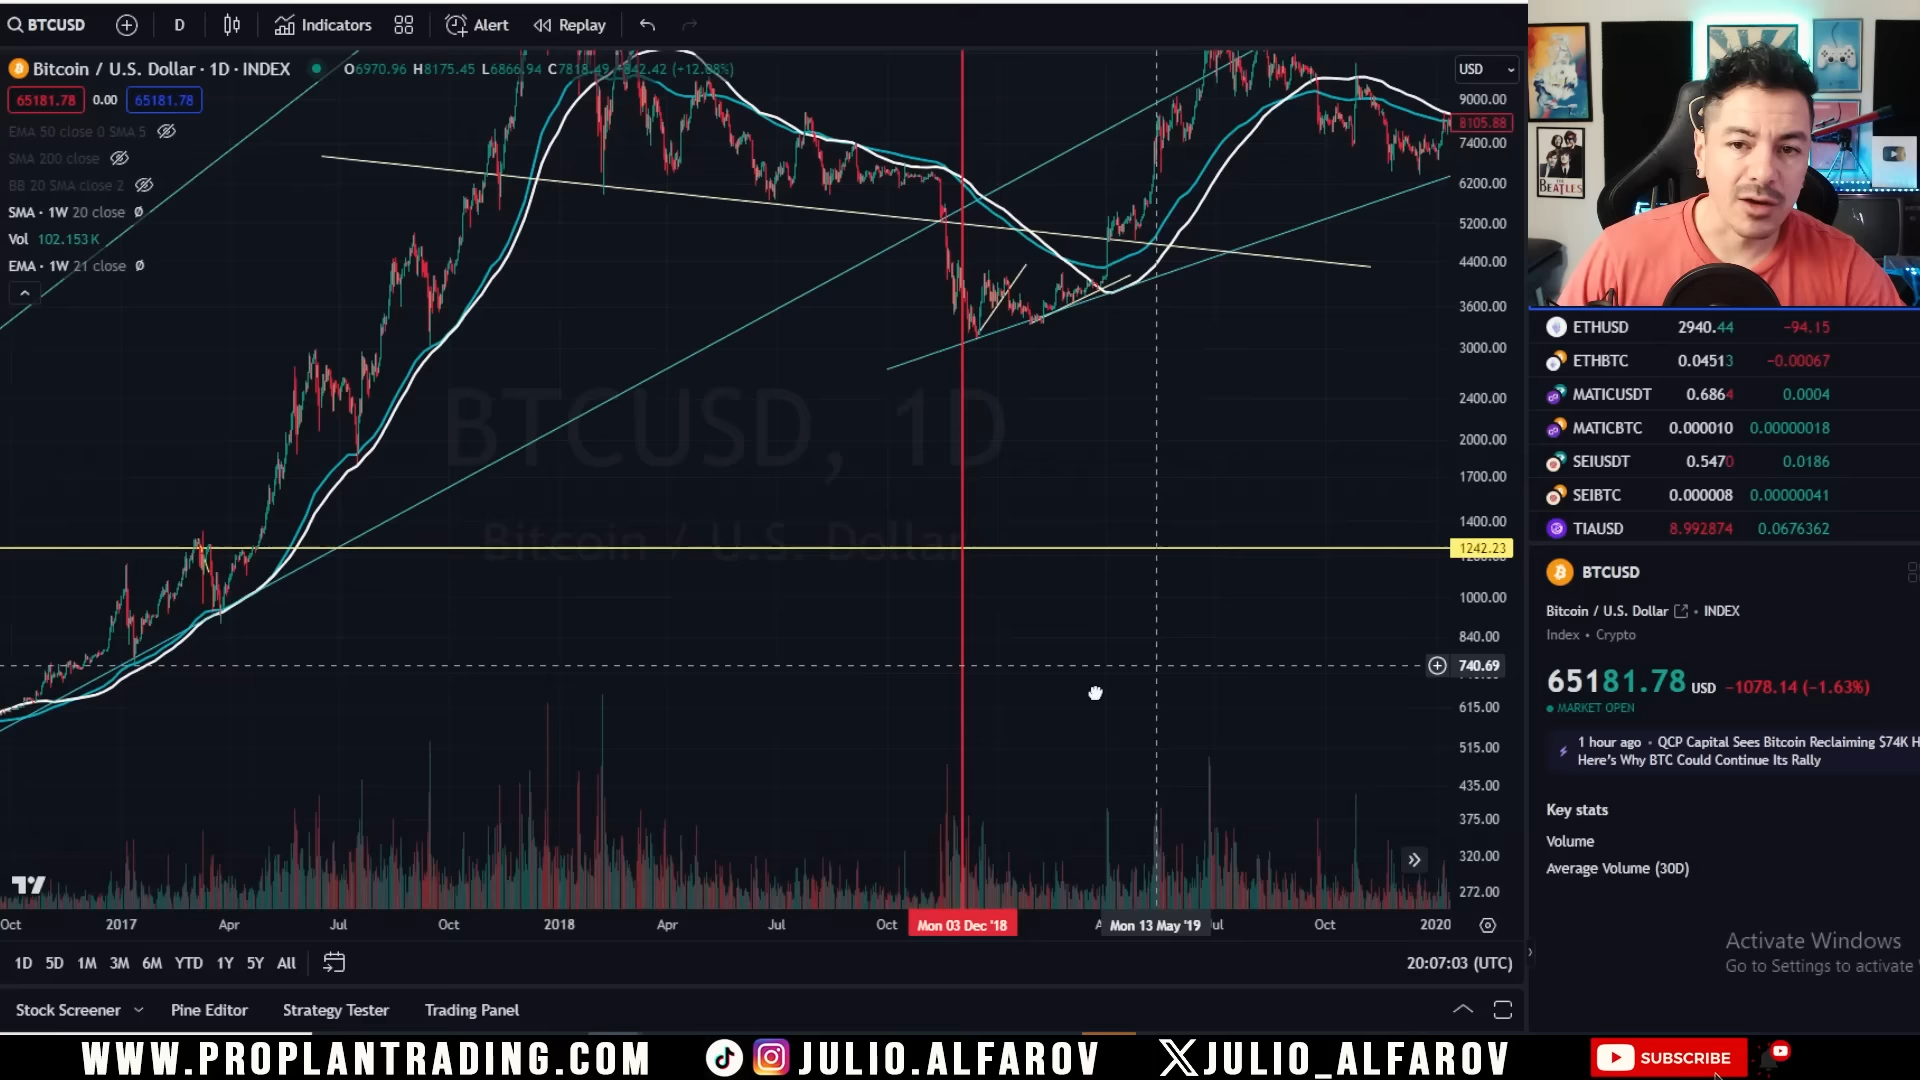 BTCUSD D Indicators Alert Replay
Bitcoin / U.S. Dollar · 1D · INDEX O6970.96 H8175.45 L6866.94 C7818.49 +842.42 (+12.08%)
65181.78 0.00 65181.78
EMA 50 close 0 SMA 5
SMA 200 close
BB 20 SMA close 2
SMA · 1W 20 close Ø
Vol 102.153K
EMA · 1W 21 close Ø
BTCUSD, 1D
Bitcoin / U.S. Dollar
USD
9000.00
8105.88
7400.00
6200.00
5200.00
4400.00
3600.00
3000.00
2400.00
2000.00
1700.00
1400.00
1242.23
1000.00
840.00
740.69
615.00
515.00
435.00
375.00
320.00
272.00
Oct 2017 Apr Jul Oct 2018 Apr Jul Oct Mon 03 Dec '18 Mon 13 May '19 Oct 2020
1D 5D 1M 3M 6M YTD 1Y 5Y All
20:07:03 (UTC)
Stock Screener Pine Editor Strategy Tester Trading Panel
THE BEATLES
ETHUSD 2940.44 −94.15
ETHBTC 0.04513 −0.00067
MATICUSDT 0.6864 0.0004
MATICBTC 0.000010 0.00000018
SEIUSDT 0.5470 0.0186
SEIBTC 0.000008 0.00000041
TIAUSD 8.992874 0.0676362
BTCUSD
Bitcoin / U.S. Dollar • INDEX
Index • Crypto
65181.78 USD −1078.14 (−1.63%)
MARKET OPEN
1 hour ago • QCP Capital Sees Bitcoin Reclaiming $74K H
Here's Why BTC Could Continue Its Rally
Key stats
Volume
Average Volume (30D)
Activate Windows
Go to Settings to activate
WWW.PROPLANTRADING.COM JULIO.ALFAROV JULIO_ALFAROV SUBSCRIBE